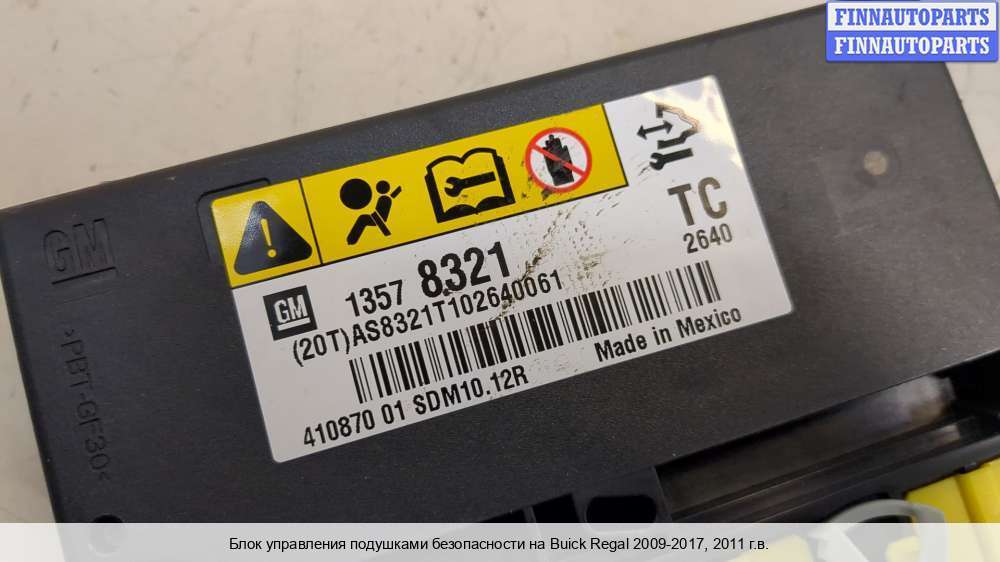 FINNAUTOPARTS
FINNAUTOPARTS
GM
>PBT-GF30<
TC
2640
GM 1357 8321
(20T)AS8321T102640061
410870 01 SDM10.12R
Made in Mexico
Блок управления подушками безопасности на Buick Regal 2009-2017, 2011 г.в.